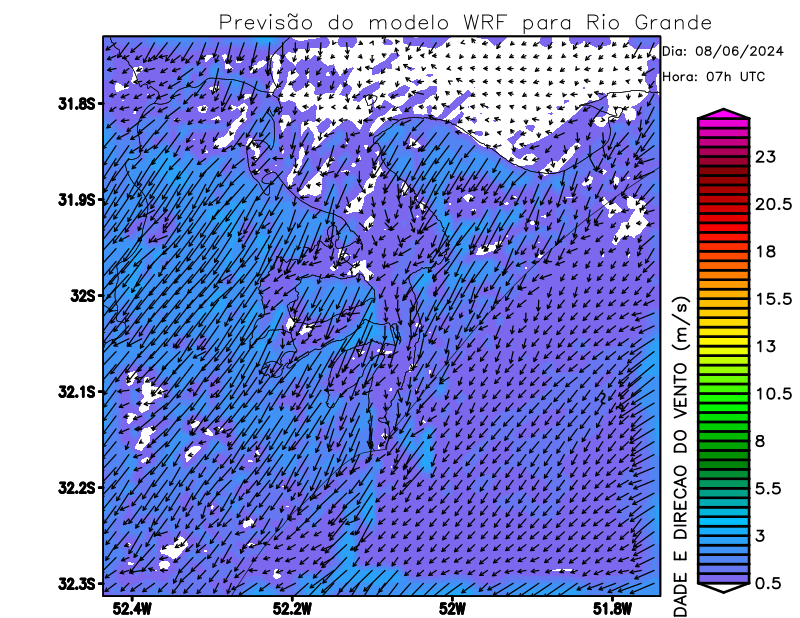 Previsão do modelo WRF para Rio Grande
Dia: 08/06/2024
Hora: 07h UTC
31.8S
31.9S
32S
32.1S
32.2S
32.3S
52.4W
52.2W
52W
51.8W
23
20.5
18
15.5
13
10.5
8
5.5
3
0.5
DADE E DIRECAO DO VENTO (m/s)